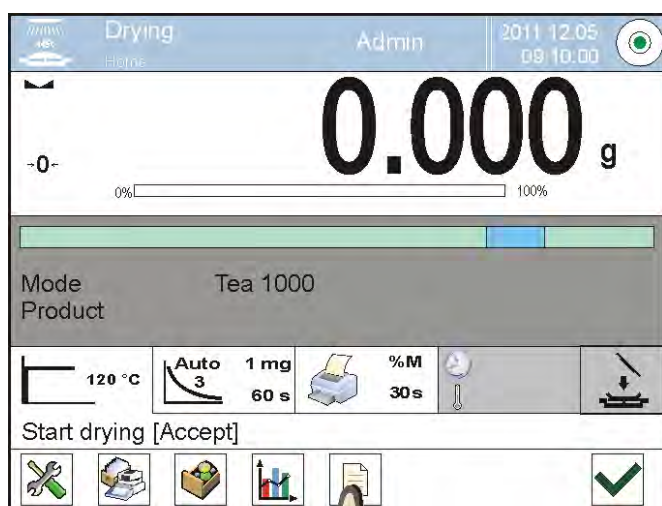 Drying Admin 2011.12.05
Home 09:10:00
0.000 g
→0←
0% 100%
Mode Tea 1000
Product
120 °C Auto 3 1 mg 60 s %M 30s
Start drying [Accept]